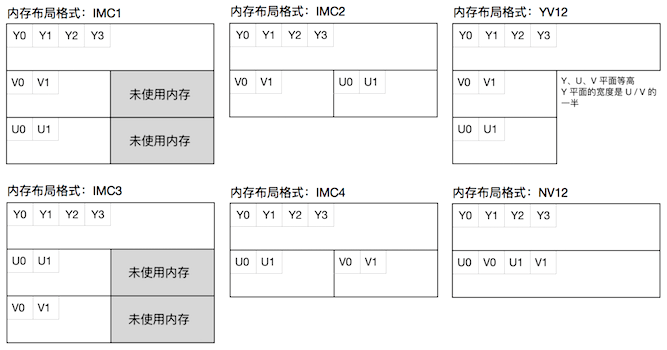 内存布局格式：IMC1
Y0 Y1 Y2 Y3
V0 V1
未使用内存
U0 U1
未使用内存
内存布局格式：IMC2
Y0 Y1 Y2 Y3
V0 V1
U0 U1
内存布局格式：YV12
Y0 Y1 Y2 Y3
V0 V1
Y、U、V 平面等高
Y 平面的宽度是 U / V 的
一半
U0 U1
内存布局格式：IMC3
Y0 Y1 Y2 Y3
U0 U1
未使用内存
V0 V1
未使用内存
内存布局格式：IMC4
Y0 Y1 Y2 Y3
U0 U1
V0 V1
内存布局格式：NV12
Y0 Y1 Y2 Y3
U0 V0 U1 V1